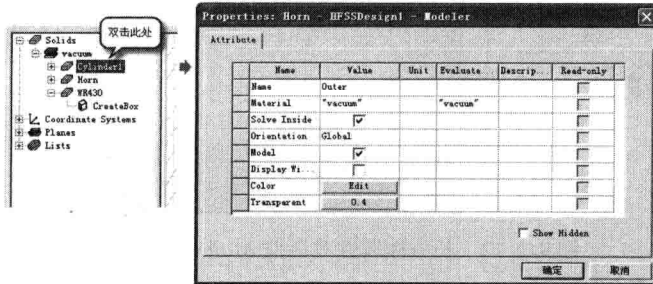 双击此处
Solids
vacuum
Cylinder1
Horn
WR430
CreateBox
Coordinate Systems
Planes
Lists
Properties: Horn - HFSSDesign1 - Modeler
Attribute
Name Value Unit Evaluate... Descrip... Read-only
Name Outer
Material "vacuum" "vacuum"
Solve Inside
Orientation Global
Model
Display Wi...
Color Edit
Transparent 0.4
Show Hidden
确定 取消